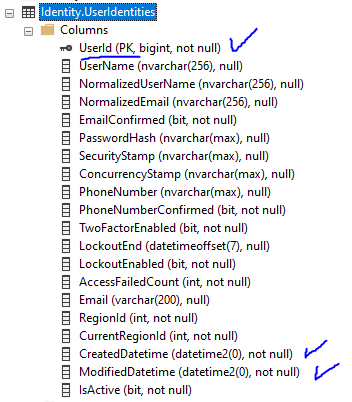 Identity.UserIdentities
Columns
UserId (PK, bigint, not null)
UserName (nvarchar(256), null)
NormalizedUserName (nvarchar(256), null)
NormalizedEmail (nvarchar(256), null)
EmailConfirmed (bit, not null)
PasswordHash (nvarchar(max), null)
SecurityStamp (nvarchar(max), null)
ConcurrencyStamp (nvarchar(max), null)
PhoneNumber (nvarchar(max), null)
PhoneNumberConfirmed (bit, not null)
TwoFactorEnabled (bit, not null)
LockoutEnd (datetimeoffset(7), null)
LockoutEnabled (bit, not null)
AccessFailedCount (int, not null)
Email (varchar(200), null)
RegionId (int, not null)
CurrentRegionId (int, not null)
CreatedDatetime (datetime2(0), not null)
ModifiedDatetime (datetime2(0), not null)
IsActive (bit, not null)